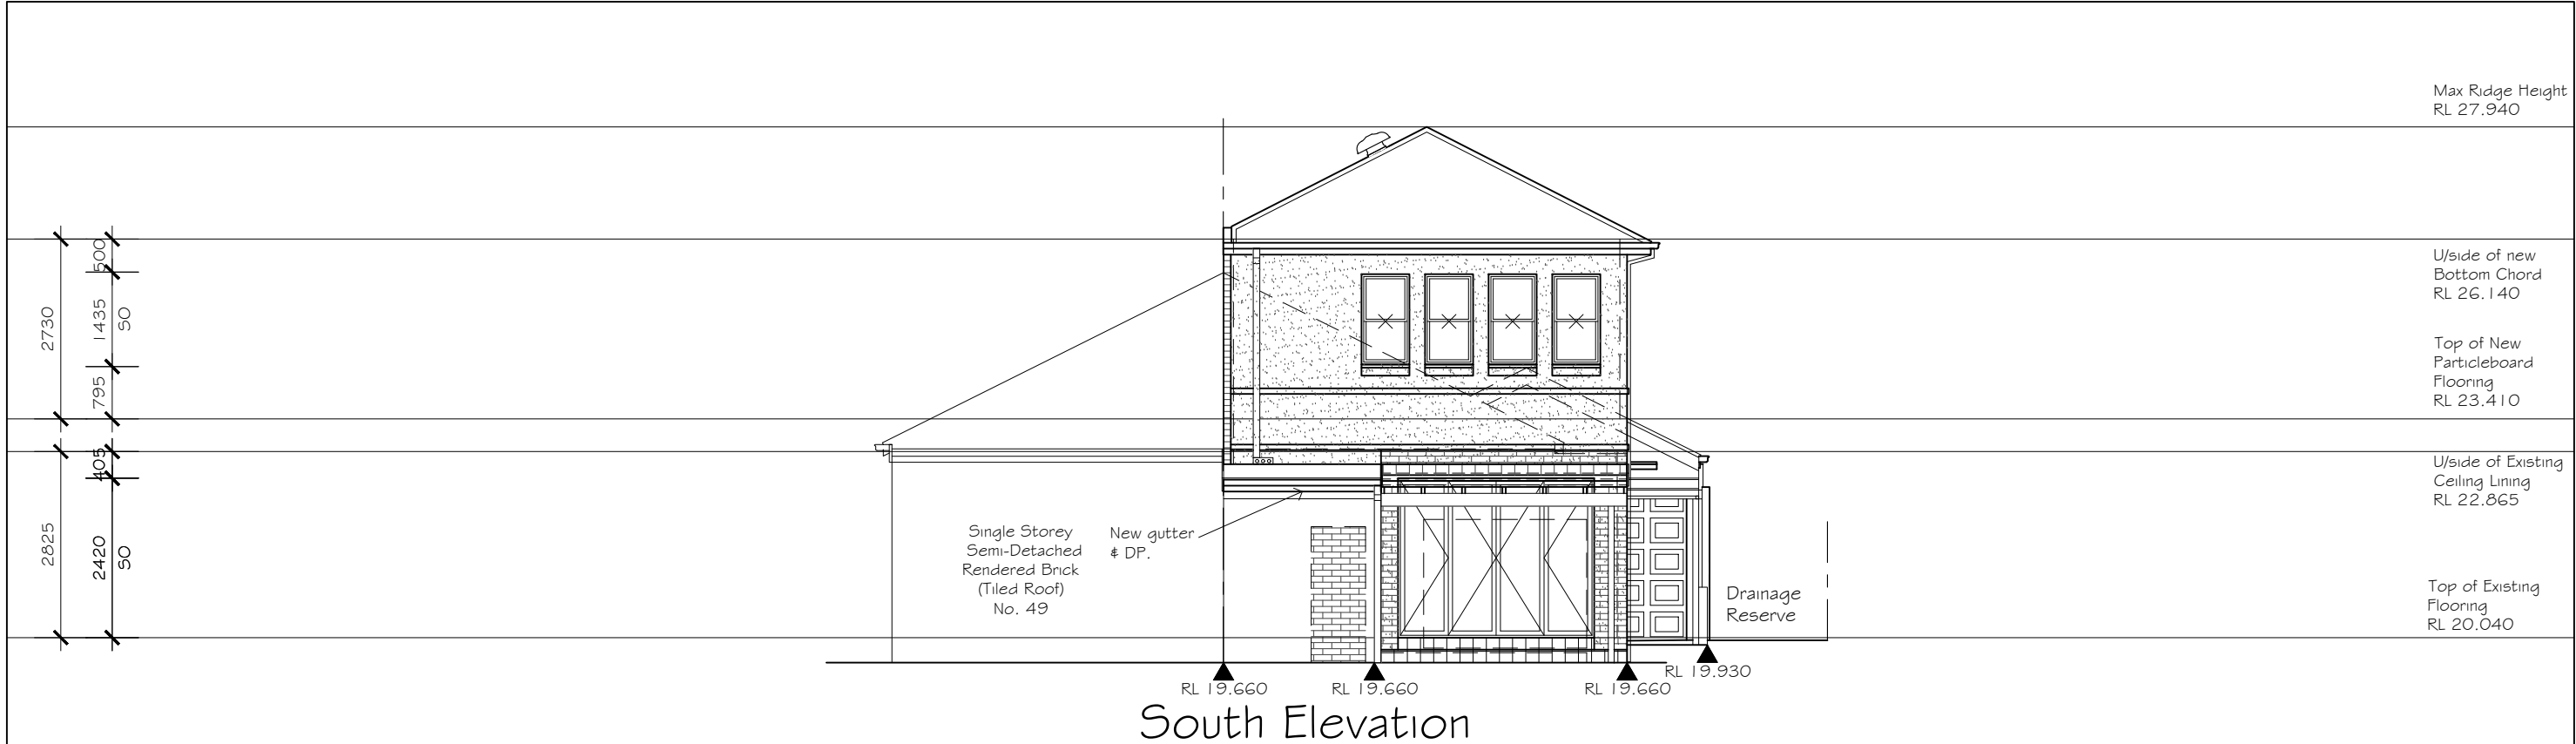 Max Ridge Height
RL 27.940
U/side of new
Bottom Chord
RL 26.140
Top of New
Particleboard
Flooring
RL 23.410
U/side of Existing
Ceiling Lining
RL 22.865
Top of Existing
Flooring
RL 20.040
2730
500
1435
SO
795
405
2825
2420
SO
Single Storey
Semi-Detached
Rendered Brick
(Tiled Roof)
No. 49
New gutter
& DP.
Drainage
Reserve
RL 19.660
RL 19.660
RL 19.660
RL 19.930
South Elevation